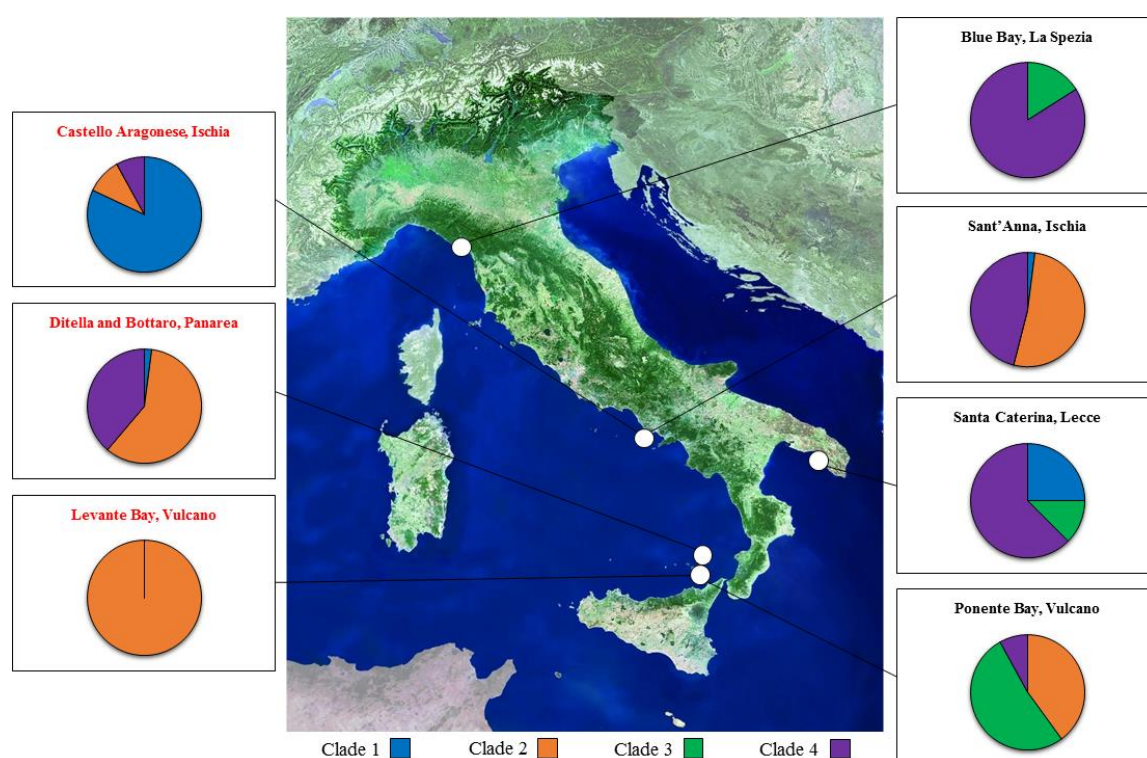 Castello Aragonese, Ischia
Ditella and Bottaro, Panarea
Levante Bay, Vulcano
Blue Bay, La Spezia
Sant’Anna, Ischia
Santa Caterina, Lecce
Ponente Bay, Vulcano
Clade 1 Clade 2 Clade 3 Clade 4